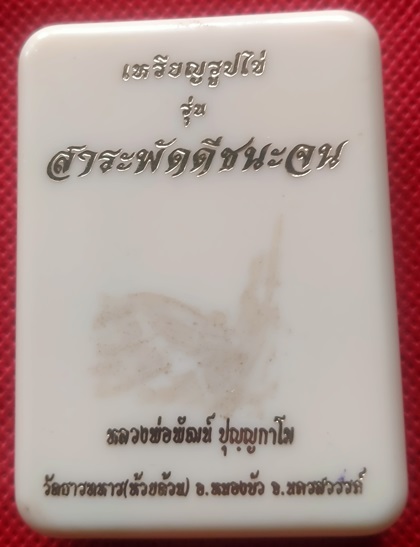 เหรียญรูปไข่
รุ่น
สาระพัดดีชนะจน
หลวงพ่อพัฒน์ ปุญฺญกาโม
วัดธารทหาร(ห้วยด้วน) อ.หนองบัว จ.นครสวรรค์